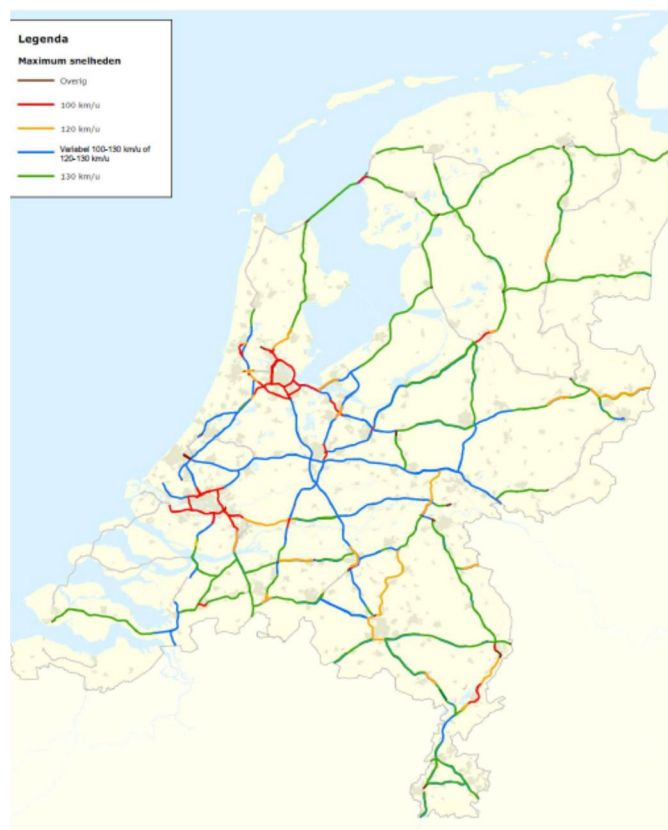 Legenda
Maximum snelheden
Overig
100 km/u
120 km/u
Variabel 100-130 km/u of
120-130 km/u
130 km/u